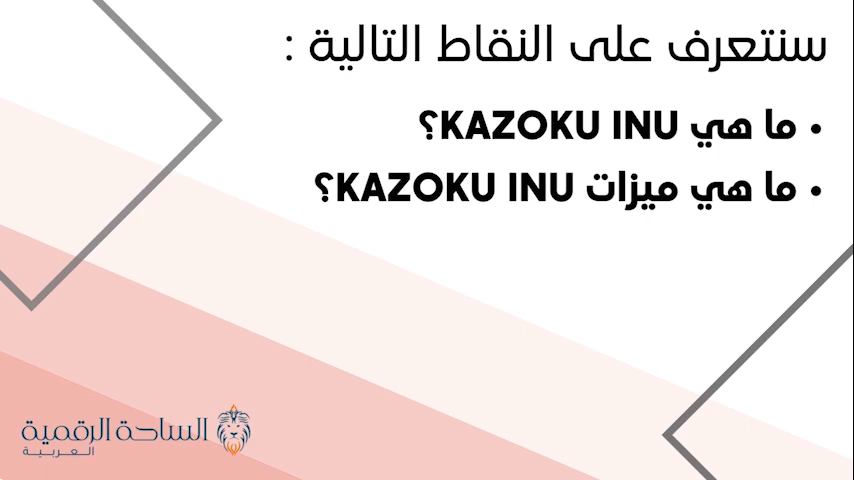 سنتعرف على النقاط التالية :
• ما هي KAZOKU INU؟
• ما هي ميزات KAZOKU INU؟
الساحة الرقمية
العربية